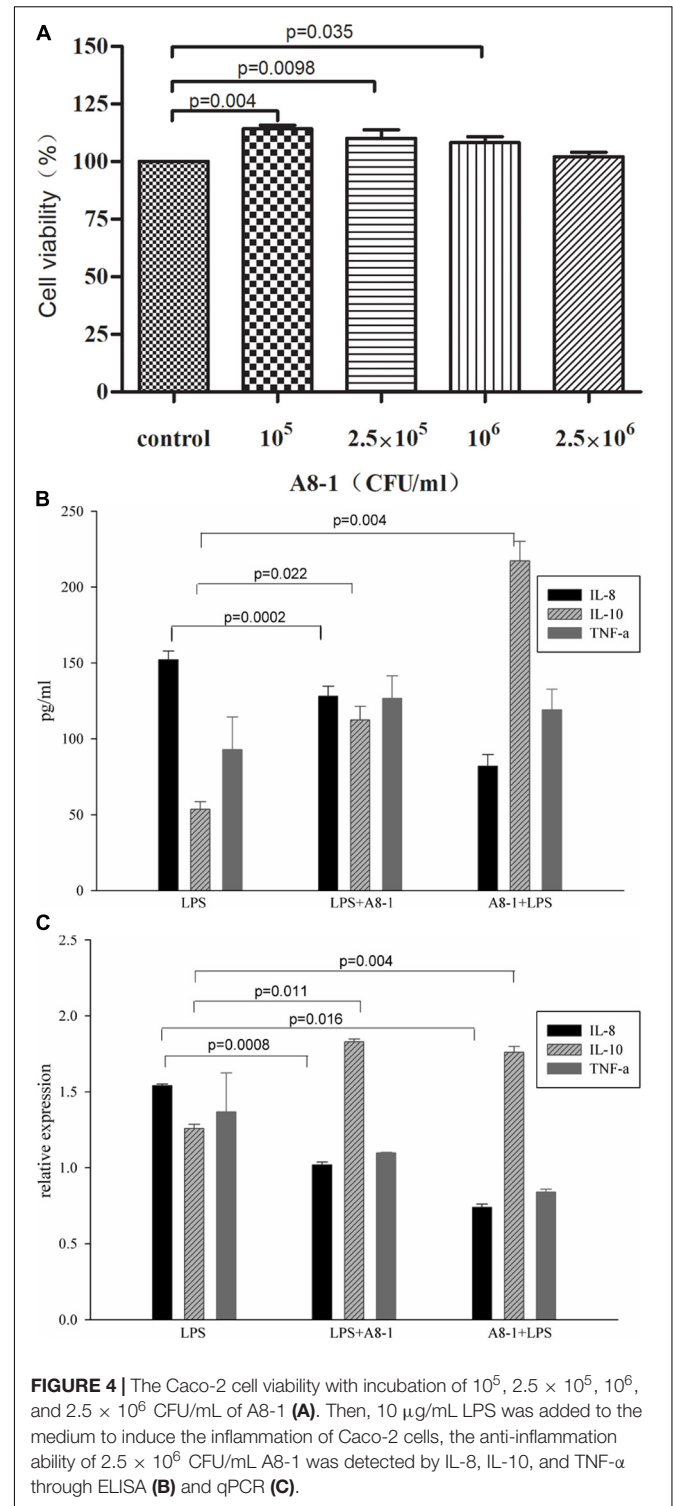 A
p=0.035
p=0.0098
p=0.004
150
125
100
75
50
25
0
Cell viability（%）
control 10⁵ 2.5×10⁵ 10⁶ 2.5×10⁶
A8-1（CFU/ml）
B
250
200
150
100
50
0
pg/ml
p=0.004
p=0.022
p=0.0002
IL-8
IL-10
TNF-a
LPS LPS+A8-1 A8-1+LPS
C
2.5
2.0
1.5
1.0
0.5
0.0
relative expression
p=0.004
p=0.011
p=0.016
p=0.0008
IL-8
IL-10
TNF-a
LPS LPS+A8-1 A8-1+LPS
FIGURE 4 | The Caco-2 cell viability with incubation of 10⁵, 2.5 × 10⁵, 10⁶,
and 2.5 × 10⁶ CFU/mL of A8-1 (A). Then, 10 μg/mL LPS was added to the
medium to induce the inflammation of Caco-2 cells, the anti-inflammation
ability of 2.5 × 10⁶ CFU/mL A8-1 was detected by IL-8, IL-10, and TNF-α
through ELISA (B) and qPCR (C).